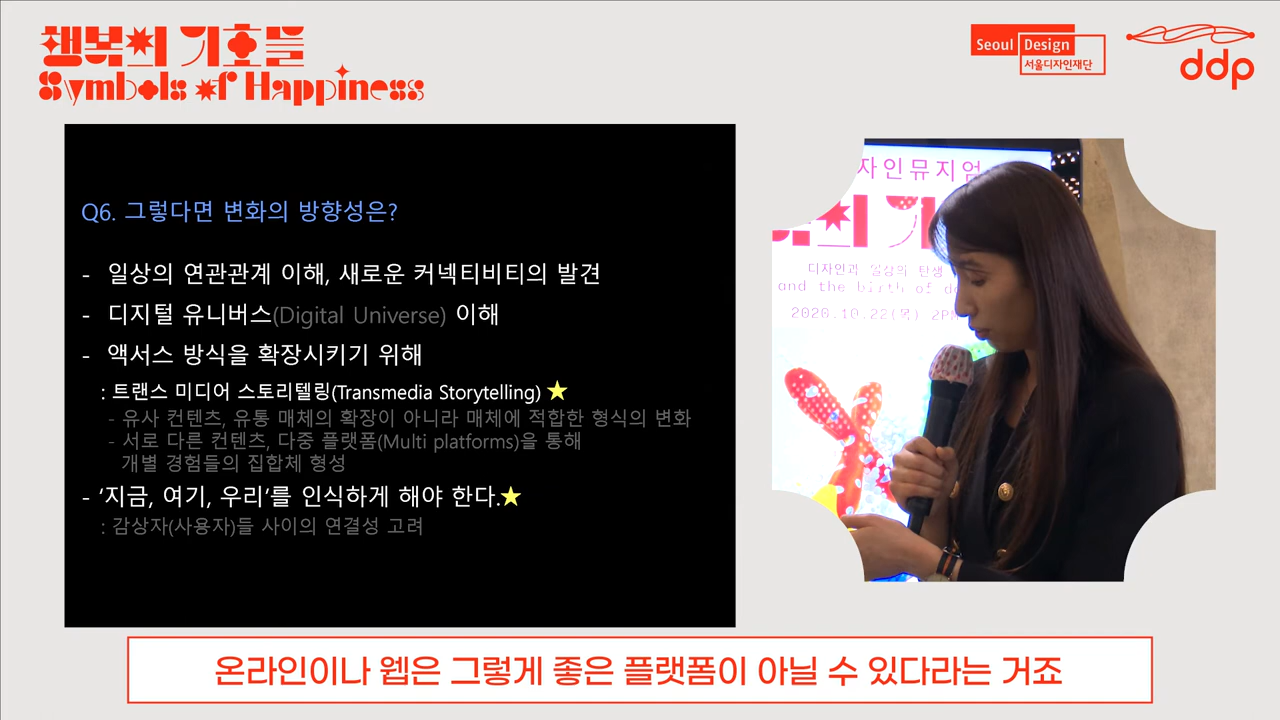 행복의 기호들
Symbols of Happiness
Seoul Design
서울디자인재단
ddp
Q6. 그렇다면 변화의 방향성은?
- 일상의 연관관계 이해, 새로운 커넥티비티의 발견
- 디지털 유니버스(Digital Universe) 이해
- 액서스 방식을 확장시키기 위해
: 트랜스 미디어 스토리텔링(Transmedia Storytelling) ★
- 유사 컨텐츠, 유통 매체의 확장이 아니라 매체에 적합한 형식의 변화
- 서로 다른 컨텐츠, 다중 플랫폼(Multi platforms)을 통해
개별 경험들의 집합체 형성
- ‘지금, 여기, 우리‘를 인식하게 해야 한다.★
: 감상자(사용자)들 사이의 연결성 고려
자인뮤지엄
디자인과 일상의 탄생
and the birth of
2020.10.22(목) 2PM
온라인이나 웹은 그렇게 좋은 플랫폼이 아닐 수 있다라는 거죠